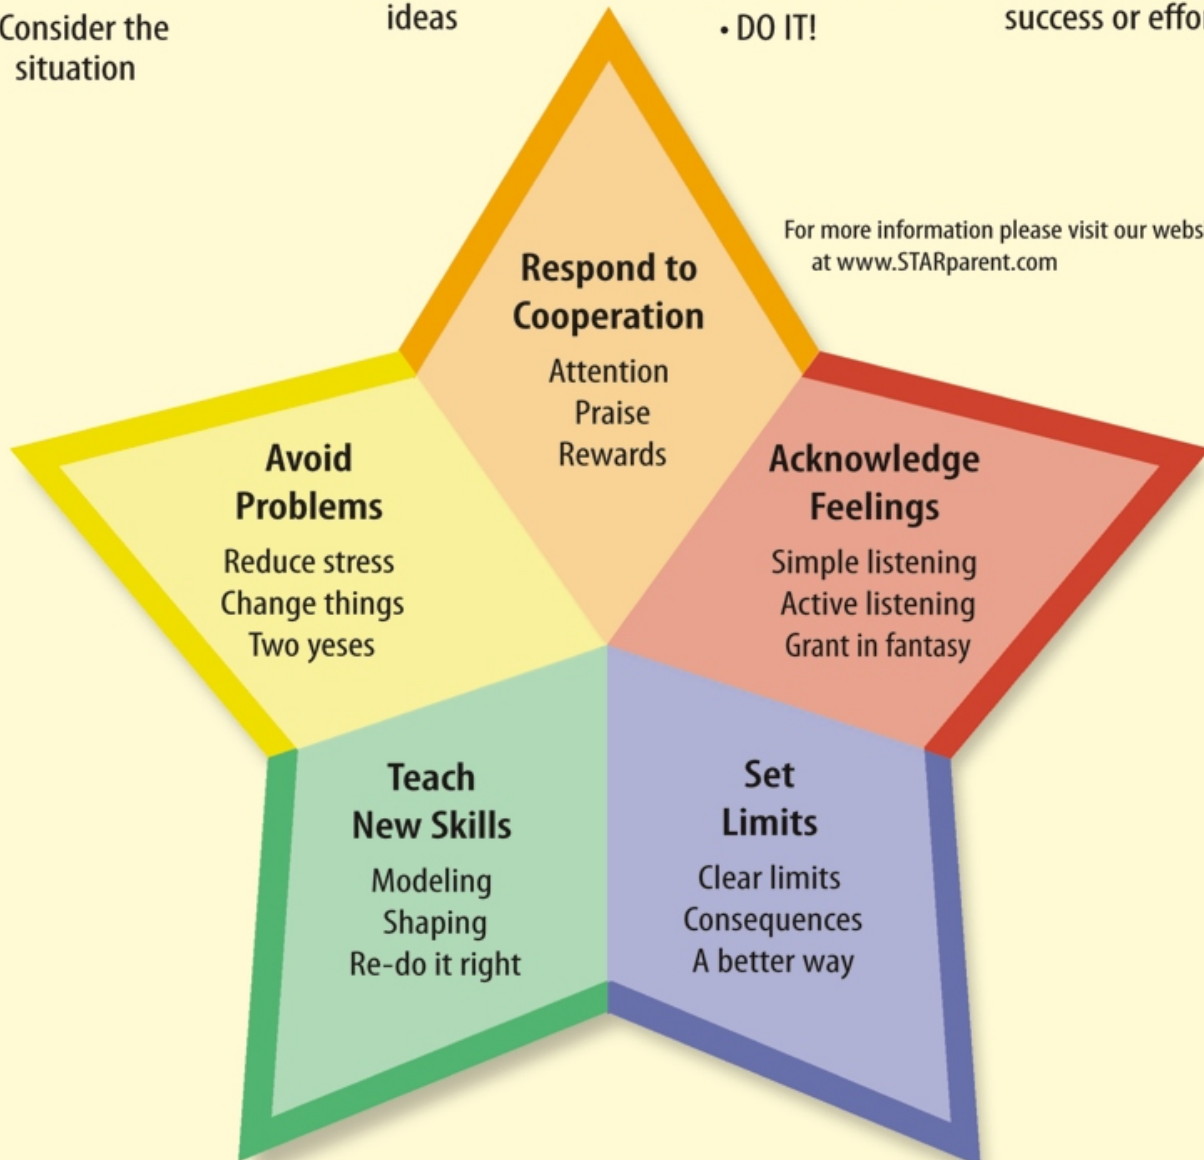 Consider the
situation
ideas
• DO IT!
success or
For more information please visit our
at www.STARparent.com
Respond to
Cooperation
Attention
Praise
Rewards
Avoid
Problems
Reduce stress
Change things
Two yeses
Acknowledge
Feelings
Simple listening
Active listening
Grant in fantasy
Teach
New Skills
Modeling
Shaping
Re-do it right
Set
Limits
Clear limits
Consequences
A better way